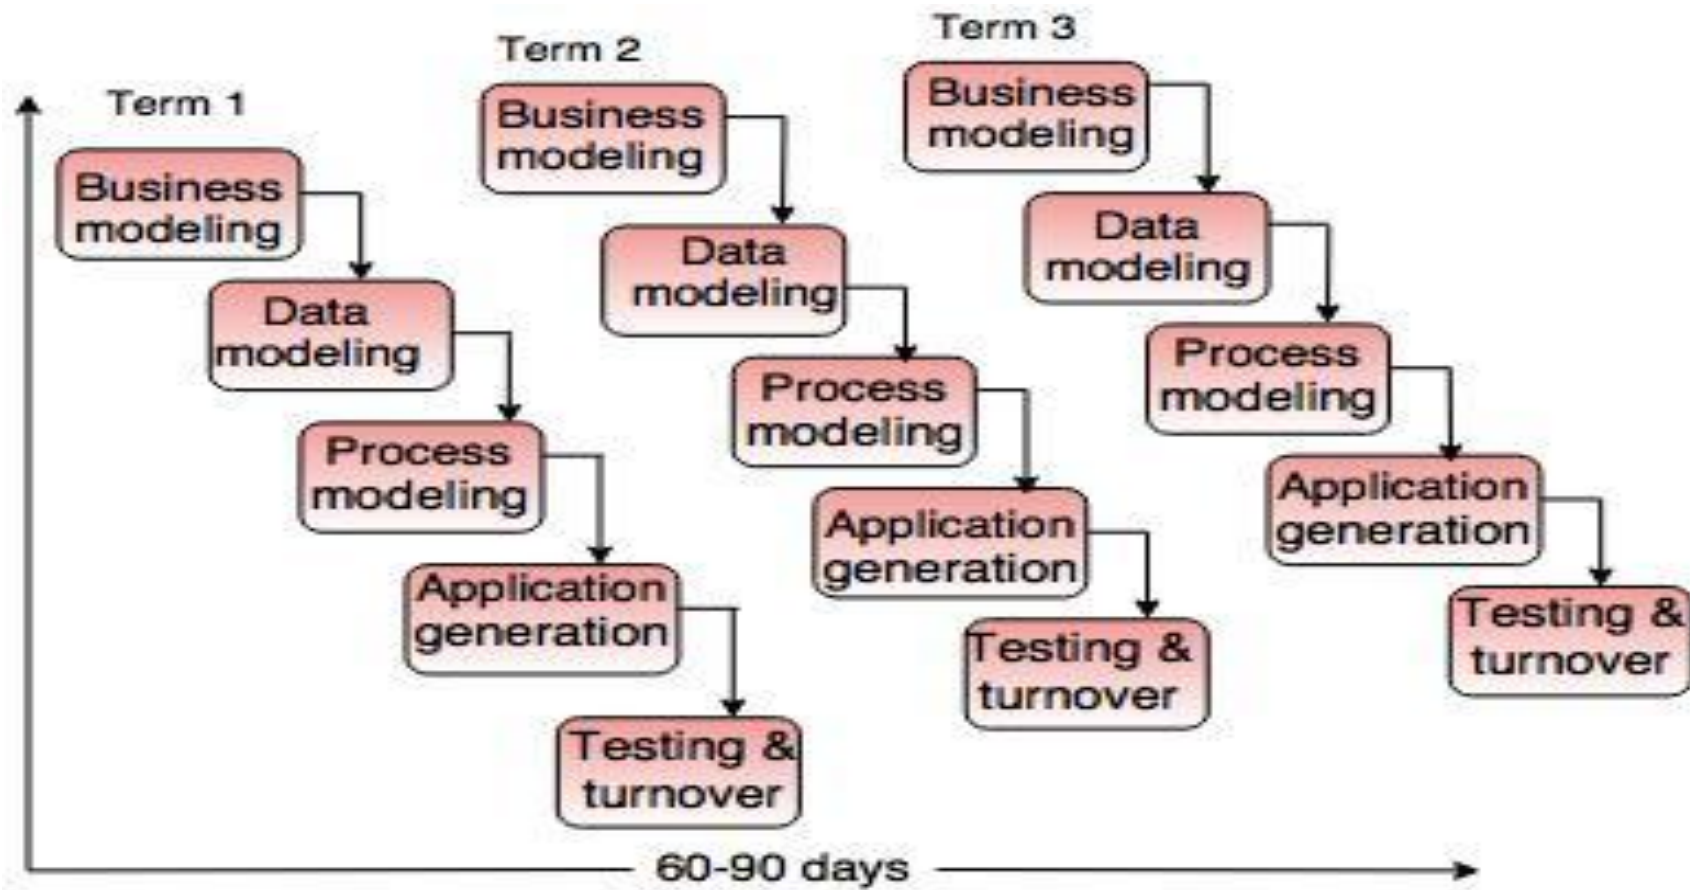 Term 1
Business
modeling
Data
modeling
Process
modeling
Application
generation
Testing &
turnover
Term 2
Business
modeling
Data
modeling
Process
modeling
Application
generation
Testing &
turnover
Term 3
Business
modeling
Data
modeling
Process
modeling
Application
generation
Testing &
turnover
60-90 days